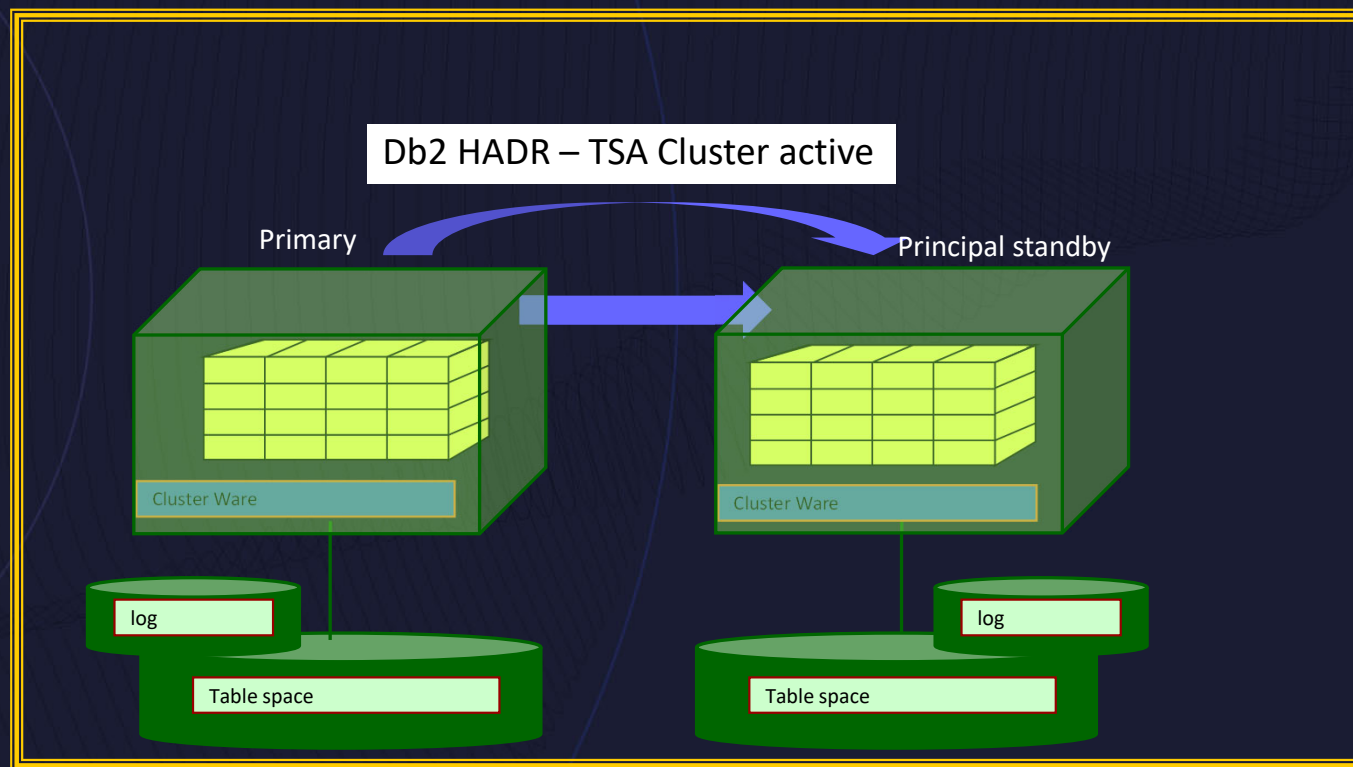 Db2 HADR – TSA Cluster active
Primary
Principal standby
Cluster Ware
Cluster Ware
log
log
Table space
Table space